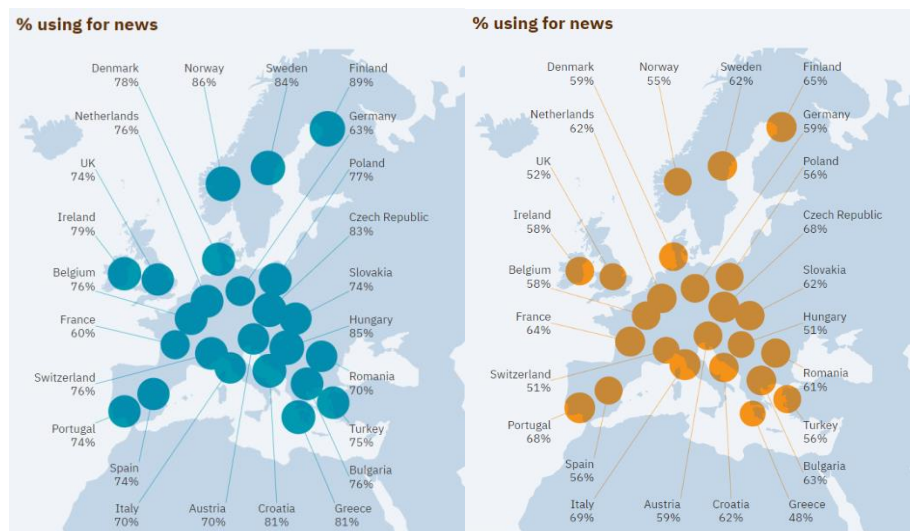 % using for news
Denmark
78%
Norway
86%
Sweden
84%
Finland
89%
Netherlands
76%
Germany
63%
UK
74%
Poland
77%
Ireland
79%
Czech Republic
83%
Belgium
76%
Slovakia
74%
France
60%
Hungary
85%
Switzerland
76%
Romania
70%
Portugal
74%
Turkey
75%
Spain
74%
Bulgaria
76%
Italy
70%
Austria
70%
Croatia
81%
Greece
81%
% using for news
Denmark
59%
Norway
55%
Sweden
62%
Finland
65%
Netherlands
62%
Germany
59%
UK
52%
Poland
56%
Ireland
58%
Czech Republic
68%
Belgium
58%
Slovakia
62%
France
64%
Hungary
51%
Switzerland
51%
Romania
61%
Portugal
68%
Turkey
56%
Spain
56%
Bulgaria
63%
Italy
69%
Austria
59%
Croatia
62%
Greece
48%